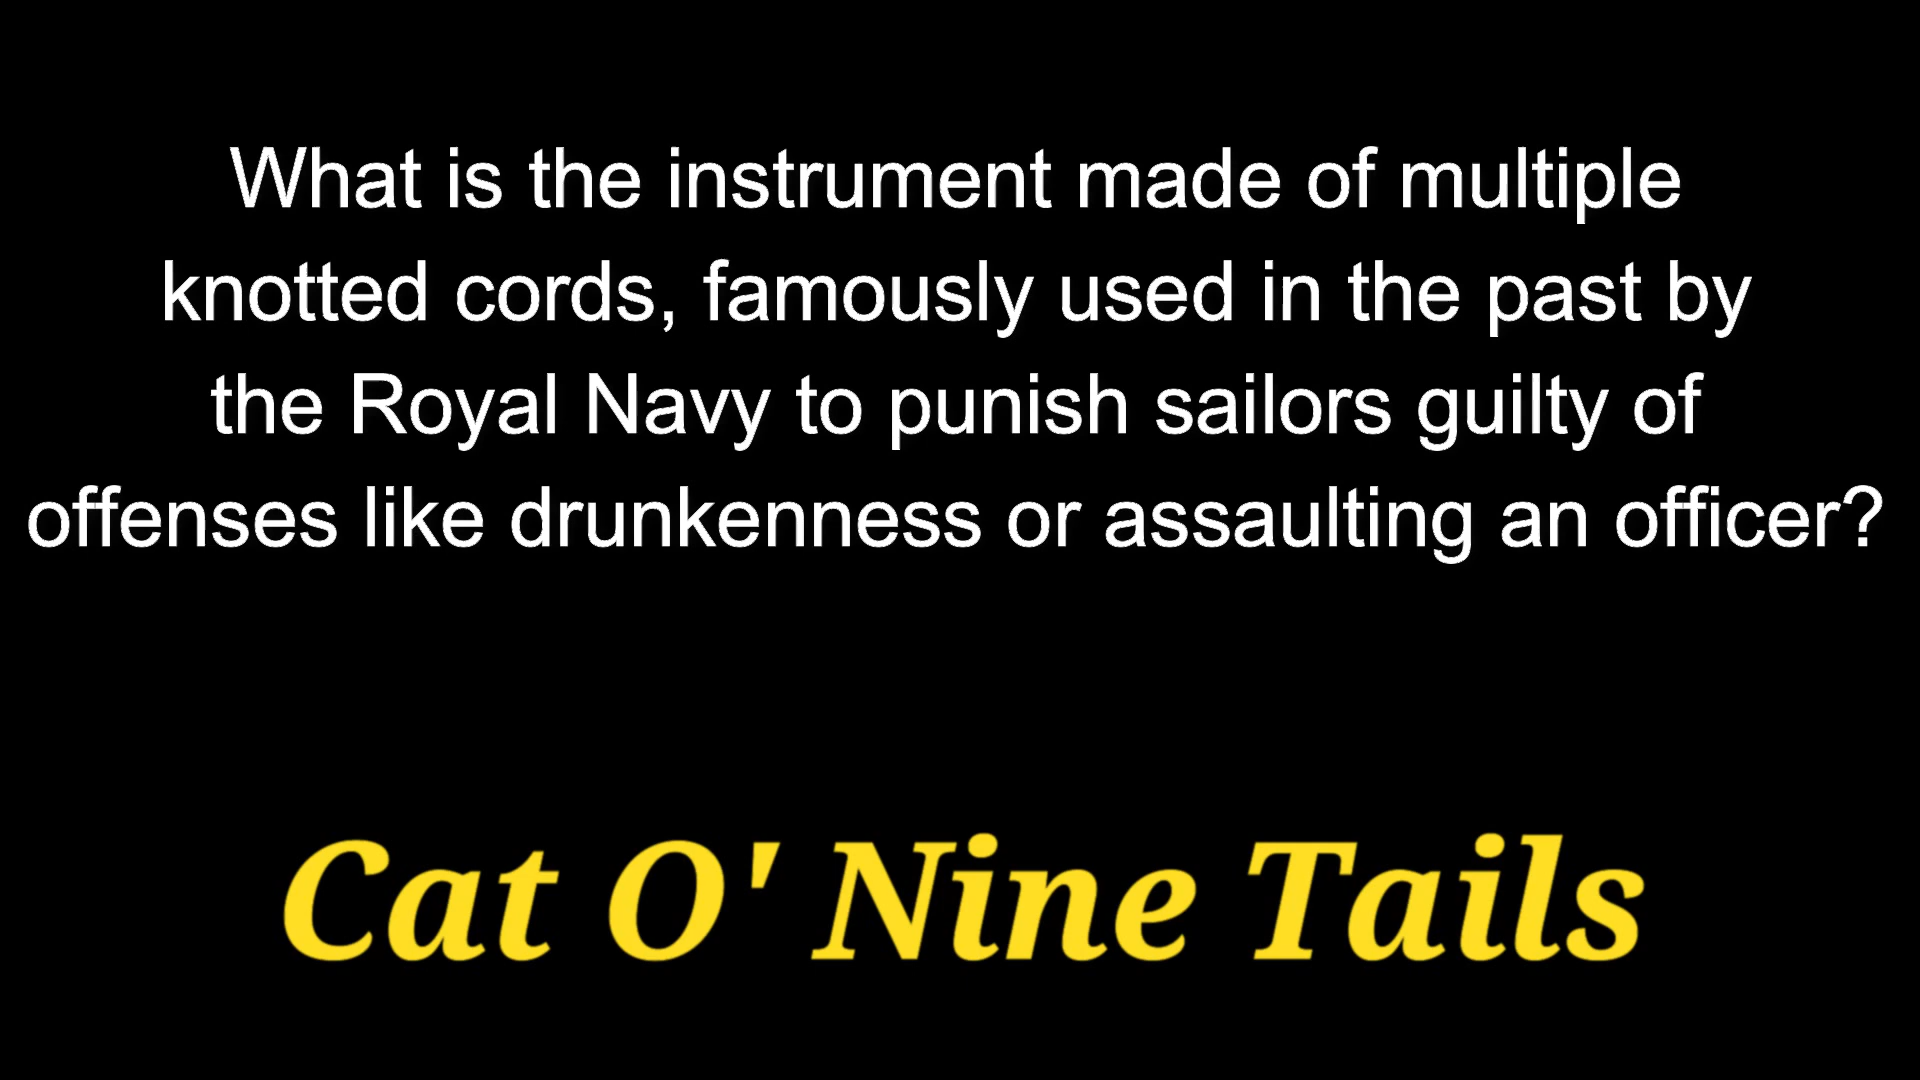 What is the instrument made of multiple
knotted cords, famously used in the past by
the Royal Navy to punish sailors guilty of
offenses like drunkenness or assaulting an officer?
Cat O' Nine Tails